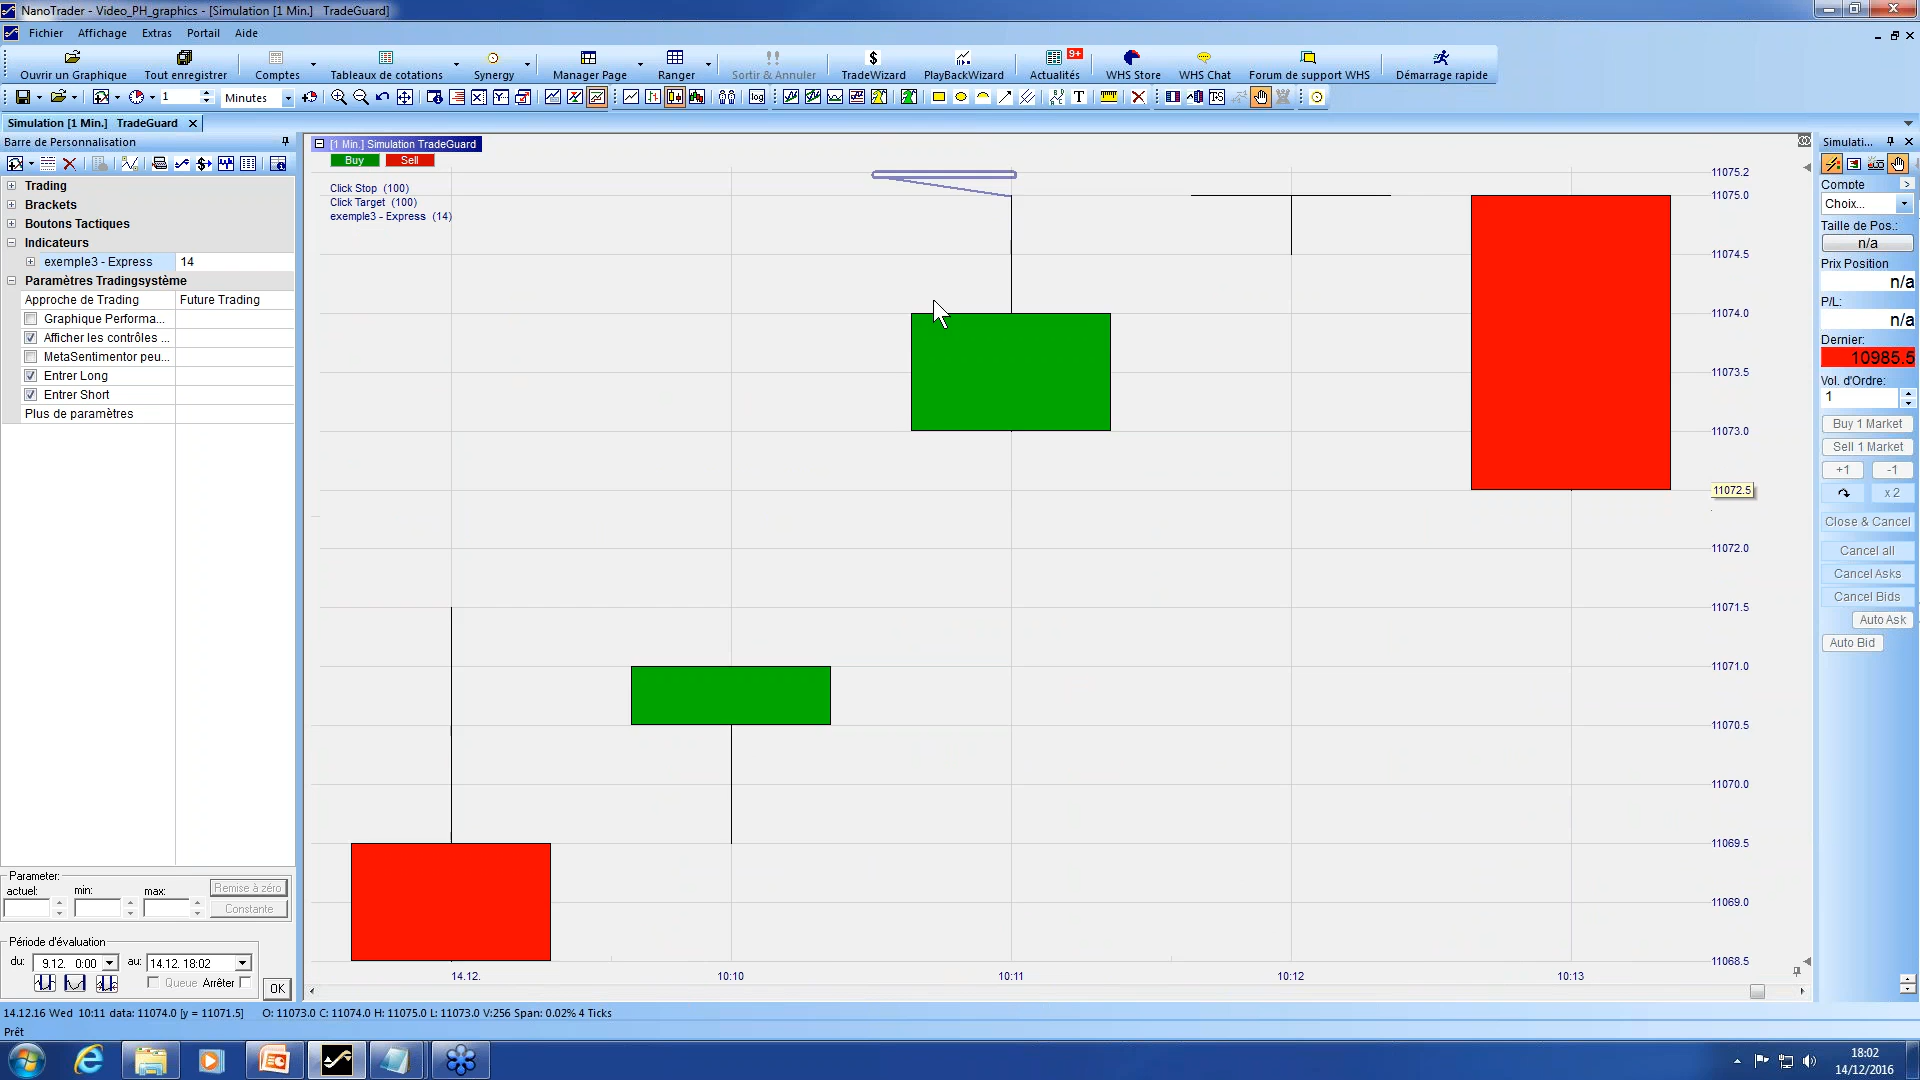 NanoTrader - Video_PH_graphics - [Simulation [1 Min.]   TradeGuard]
Fichier Affichage Extras Portail Aide
Ouvrir un Graphique Tout enregistrer Comptes Tableaux de cotations Synergy Manager Page Ranger Sortir & Annuler TradeWizard PlayBackWizard Actualités 9+ WHS Store WHS Chat Forum de support WHS Démarrage rapide
1 Minutes log T
Simulation [1 Min.]   TradeGuard
Barre de Personnalisation
Trading
Brackets
Boutons Tactiques
Indicateurs
exemple3 - Express 14
Paramètres Tradingsystème
Approche de Trading Future Trading
Graphique Performa...
Afficher les contrôles ...
MetaSentimentor peu...
Entrer Long
Entrer Short
Plus de paramètres
Parameter:
actuel: min: max: Remise à zéro
Constante
Période d'évaluation
du: 9.12. 0:00 au: 14.12. 18:02
Queue Arrêter OK
[1 Min.] Simulation TradeGuard
Buy Sell
Click Stop (100)
Click Target (100)
exemple3 - Express (14)
11075.2
11075.0
11074.5
11074.0
11073.5
11073.0
11072.5
11072.0
11071.5
11071.0
11070.5
11070.0
11069.5
11069.0
11068.5
14.12. 10:10 10:11 10:12 10:13
Simulati...
Compte
Choix...
Taille de Pos.:
n/a
Prix Position
n/a
P/L:
n/a
Dernier:
10985.5
Vol. d'Ordre:
1
Buy 1 Market
Sell 1 Market
+1 -1
x 2
Close & Cancel
Cancel all
Cancel Asks
Cancel Bids
Auto Ask
Auto Bid
14.12.16 Wed 10:11 data: 11074.0 [y = 11071.5] O: 11073.0 C: 11074.0 H: 11075.0 L: 11073.0 V:256 Span: 0.02% 4 Ticks
Prêt
18:02
14/12/2016